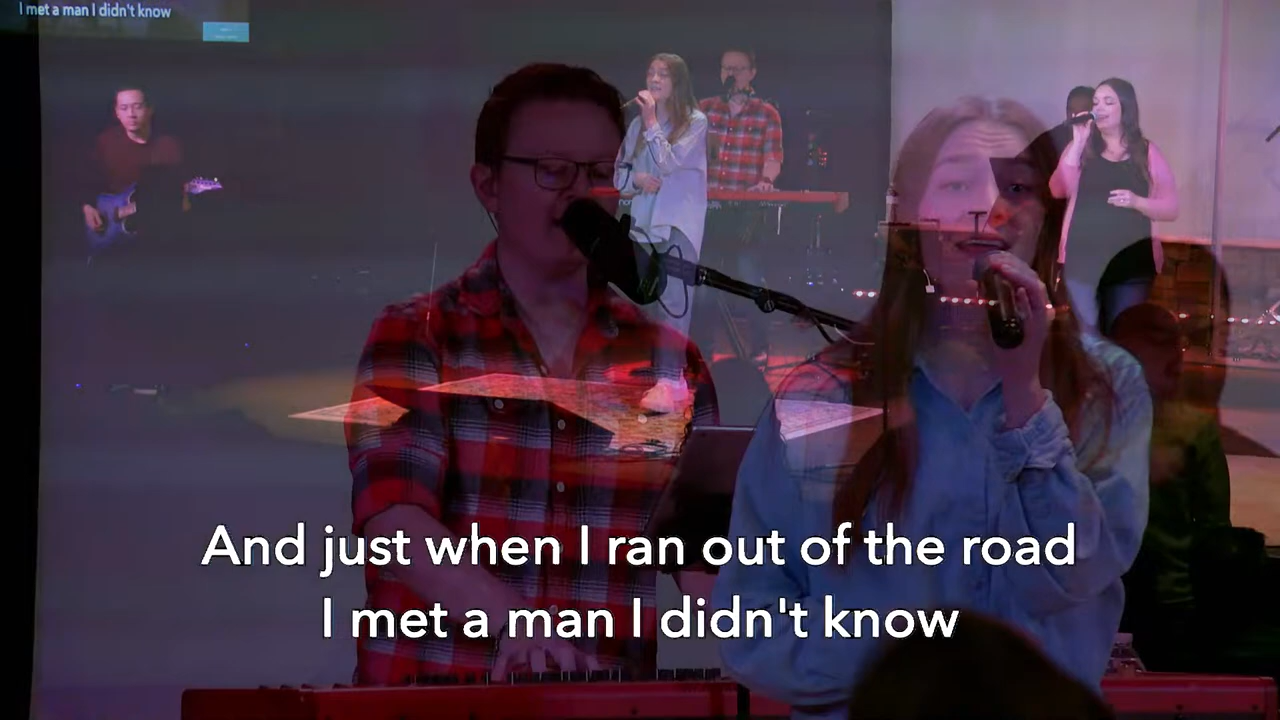 I met a man I didn't know
And just when I ran out of the road
I met a man I didn't know